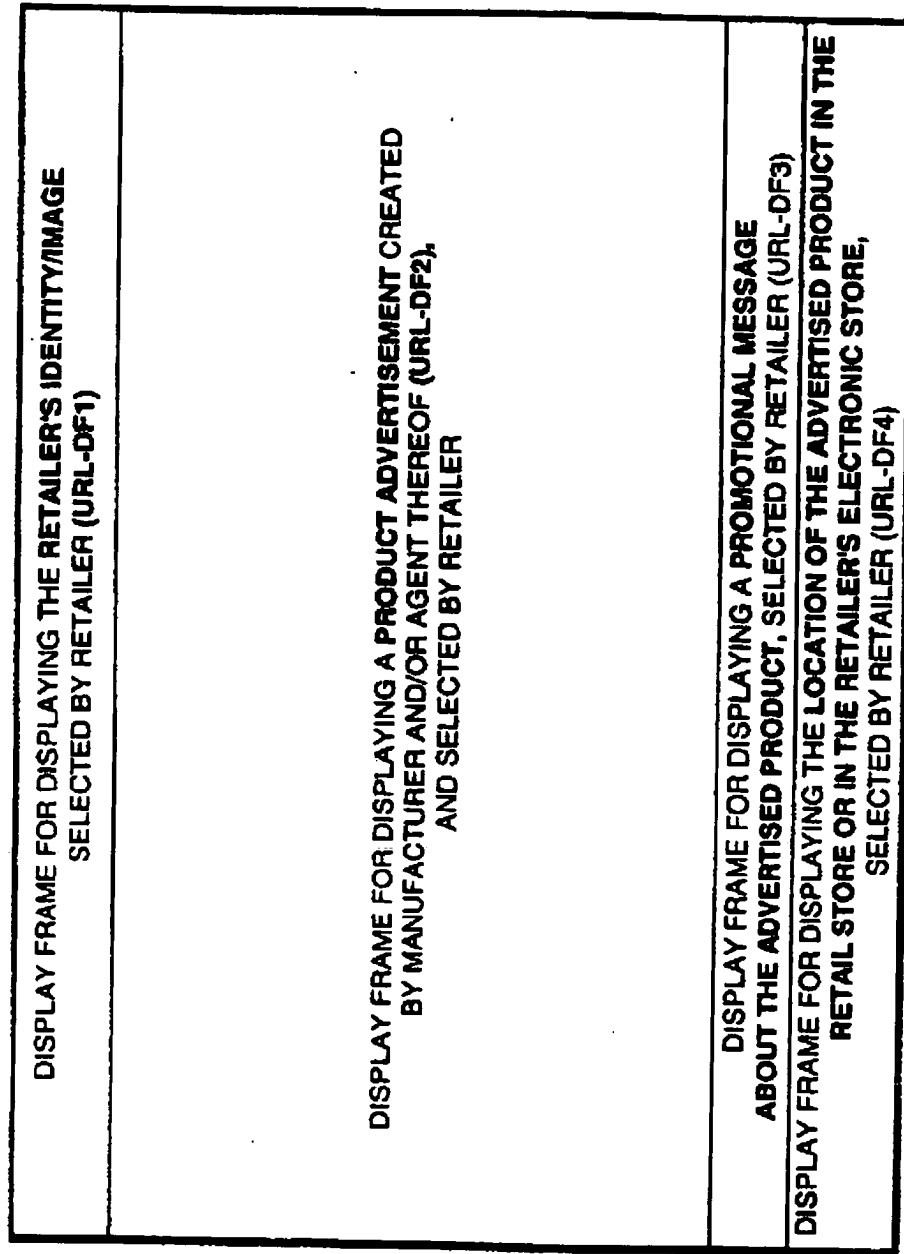 DISPLAY FRAME FOR DISPLAYING THE RETAILER'S IDENTITY/IMAGE
SELECTED BY RETAILER (URL-DF1)
DISPLAY FRAME FOR DISPLAYING A PRODUCT ADVERTISEMENT CREATED
BY MANUFACTURER AND/OR AGENT THEREOF (URL-DF2),
AND SELECTED BY RETAILER
DISPLAY FRAME FOR DISPLAYING A PROMOTIONAL MESSAGE
ABOUT THE ADVERTISED PRODUCT, SELECTED BY RETAILER (URL-DF3)
DISPLAY FRAME FOR DISPLAYING THE LOCATION OF THE ADVERTISED PRODUCT IN THE
RETAIL STORE OR IN THE RETAILER'S ELECTRONIC STORE,
SELECTED BY RETAILER (URL-DF4)